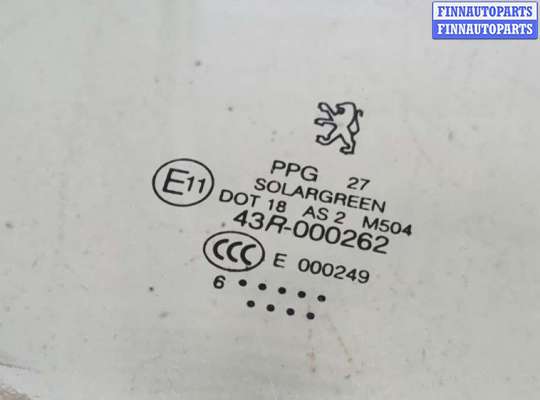 FINNAUTOPARTS
FINNAUTOPARTS
PPG 27
SOLARGREEN
E11
DOT 18 AS 2 M504
43R-000262
CCC E 000249
6